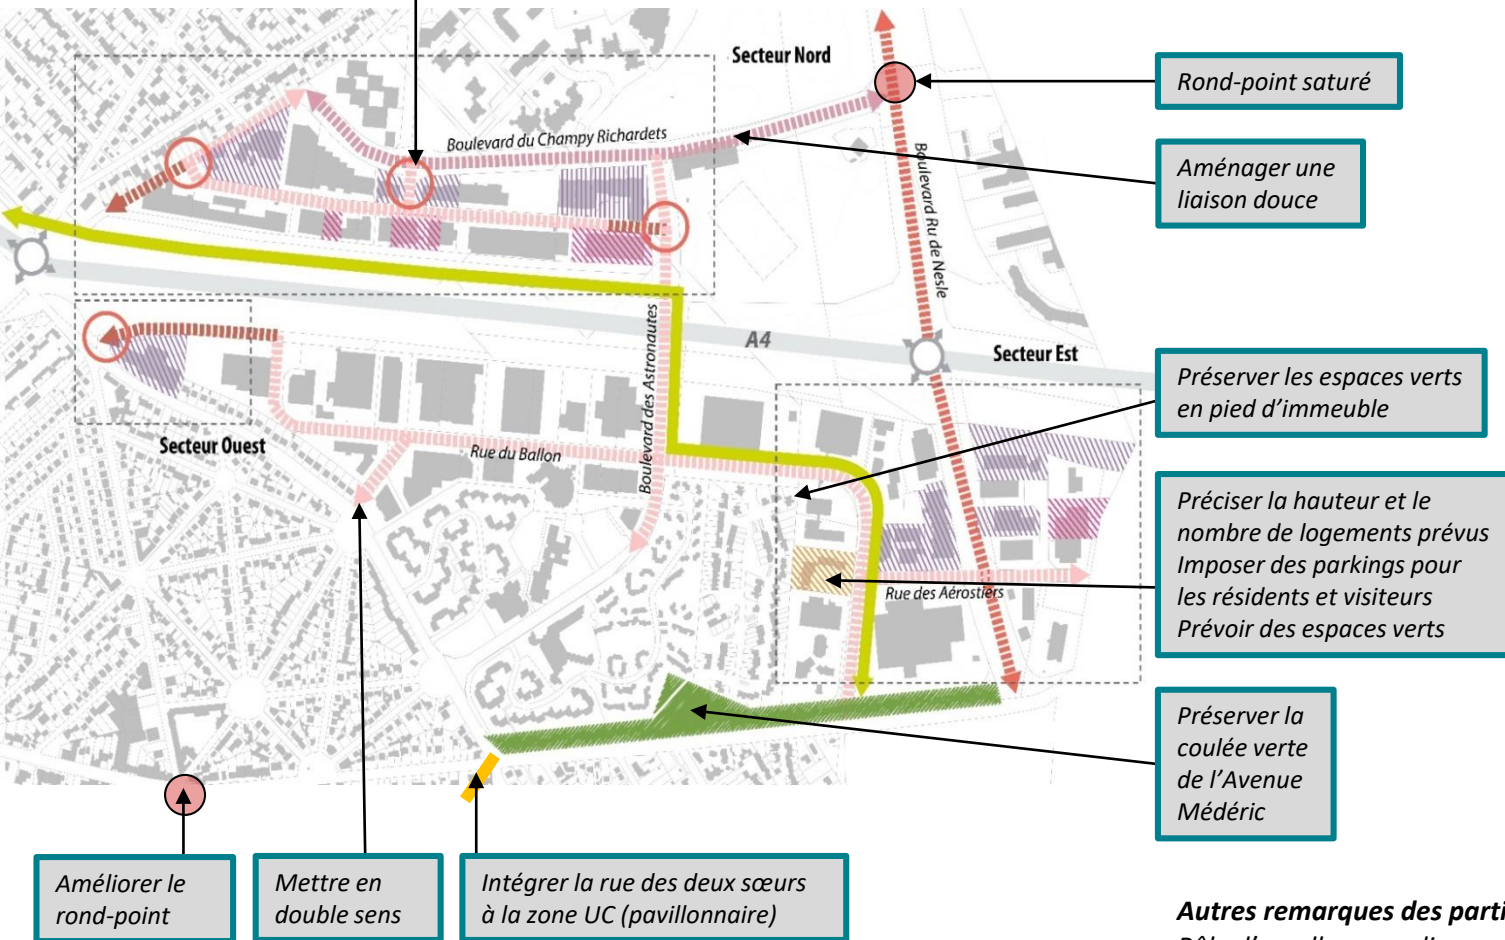 Secteur Nord
Rond-point saturé
Boulevard du Champy Richardets
Aménager une
liaison douce
Boulevard Ru de Nesle
A4
Secteur Est
Boulevard des Astronautes
Préserver les espaces verts
en pied d’immeuble
Secteur Ouest
Rue du Ballon
Préciser la hauteur et le
nombre de logements prévus
Imposer des parkings pour
les résidents et visiteurs
Prévoir des espaces verts
Rue des Aérostiers
Préserver la
coulée verte
de l’Avenue
Médéric
Améliorer le
rond-point
Mettre en
double sens
Intégrer la rue des deux sœurs
à la zone UC (pavillonnaire)
Autres remarques des parti